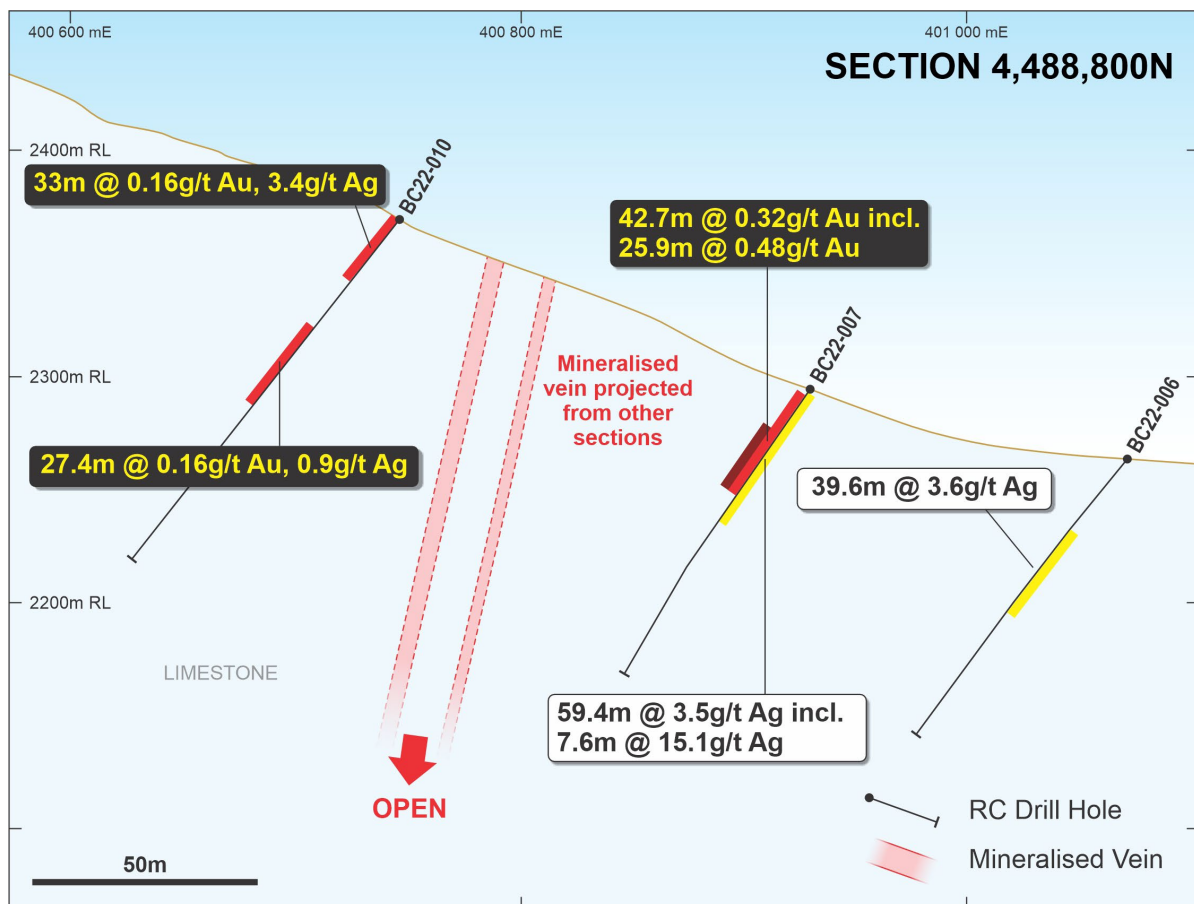 400 600 mE
400 800 mE
401 000 mE
SECTION 4,488,800N
2400m RL
BC22-010
33m @ 0.16g/t Au, 3.4g/t Ag
42.7m @ 0.32g/t Au incl.
25.9m @ 0.48g/t Au
2300m RL
BC22-007
Mineralised
vein projected
from other
sections
BC22-006
27.4m @ 0.16g/t Au, 0.9g/t Ag
39.6m @ 3.6g/t Ag
2200m RL
LIMESTONE
59.4m @ 3.5g/t Ag incl.
7.6m @ 15.1g/t Ag
OPEN
RC Drill Hole
50m
Mineralised Vein